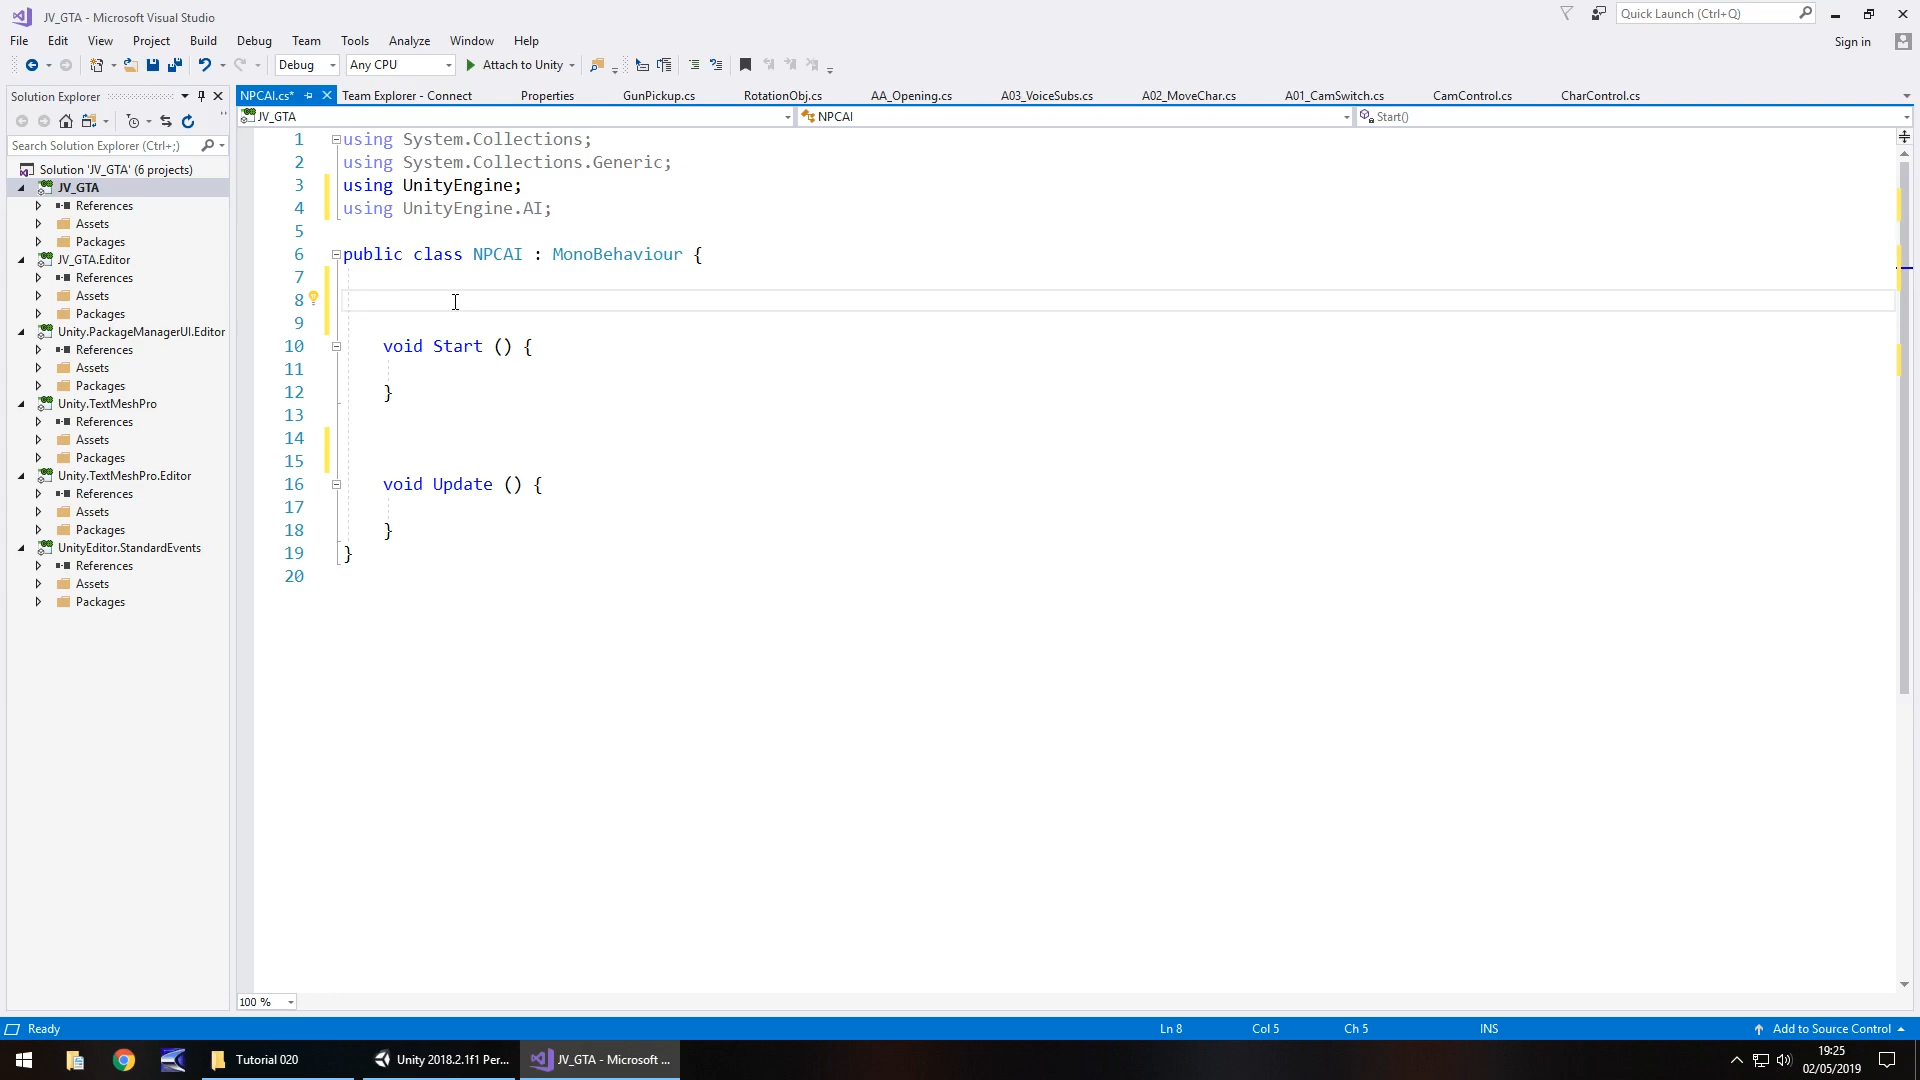 JV_GTA - Microsoft Visual Studio
Quick Launch (Ctrl+Q)
File Edit View Project Build Debug Team Tools Analyze Window Help
Sign in
Debug Any CPU Attach to Unity
Solution Explorer
NPCAI.cs* Team Explorer - Connect Properties GunPickup.cs RotationObj.cs AA_Opening.cs A03_VoiceSubs.cs A02_MoveChar.cs A01_CamSwitch.cs CamControl.cs CharControl.cs
JV_GTA NPCAI Start()
Search Solution Explorer (Ctrl+;)
Solution 'JV_GTA' (6 projects)
JV_GTA
References
Assets
Packages
JV_GTA.Editor
References
Assets
Packages
Unity.PackageManagerUI.Editor
References
Assets
Packages
Unity.TextMeshPro
References
Assets
Packages
Unity.TextMeshPro.Editor
References
Assets
Packages
UnityEditor.StandardEvents
References
Assets
Packages
1 using System.Collections;
2 using System.Collections.Generic;
3 using UnityEngine;
4 using UnityEngine.AI;
5
6 public class NPCAI : MonoBehaviour {
7
8
9
10 void Start () {
11
12 }
13
14
15
16 void Update () {
17
18 }
19 }
20
100 %
Ready Ln 8 Col 5 Ch 5 INS Add to Source Control
Tutorial 020 Unity 2018.2.1f1 Per... JV_GTA - Microsoft ...
19:25
02/05/2019